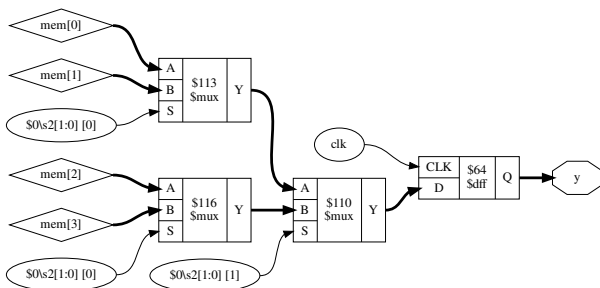 mem[0]
mem[1]
$0\s2[1:0] [0]
A
B
S
$113
$mux
Y
mem[2]
mem[3]
$0\s2[1:0] [0]
A
B
S
$116
$mux
Y
$0\s2[1:0] [1]
A
B
S
$110
$mux
Y
clk
CLK
D
$64
$dff
Q
y